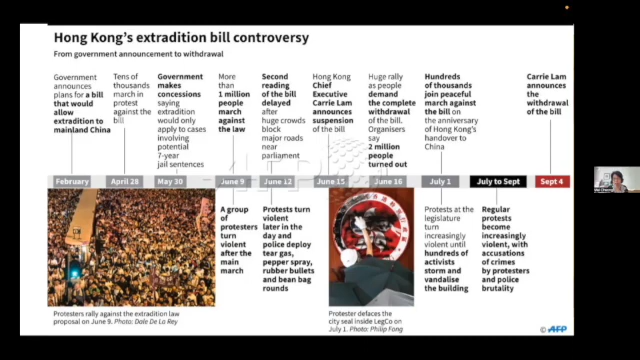 Hong Kong's extradition bill controversy
From government announcement to withdrawal
Government
announces
plans for a bill
that would
allow
extradition to
mainland China
Tens of
thousands
march in
protest
against the
bill
Government
makes
concessions
saying
extradition
would only
apply to cases
involving
potential
7-year
jail sentences
More
than
1 million
people
march
against
the law
Second
reading
of the bill
delayed
after
huge crowds
block
major roads
near
parliament
Hong Kong
Chief
Executive
Carrie Lam
announces
suspension
of the bill
Huge rally
as people
demand the
complete
withdrawal
of the bill.
Organisers
say
2 million
people
turned out
Hundreds
of thousands
join peaceful
march against
the bill on
the anniversary
of Hong Kong's
handover to
China
Carrie Lam
announces
the
withdrawal
of the bill
February
April 28
May 30
June 9
June 12
June 15
June 16
July 1
July to Sept
Sept 4
A group
of
protesters
turn
violent
after the
main
march
Protests turn
violent
later in the
day and
police deploy
tear gas,
pepper spray,
rubber bullets
and bean bag
rounds
Protests at the
legislature
turn
increasingly
violent until
hundreds of
activists
storm and
vandalise
the building
Regular
protests
become
increasingly
violent, with
accusations
of crimes
by protesters
and police
brutality
Protesters rally against the extradition law
proposal on June 9. Photo: Dale De La Rey
Protester defaces the
city seal inside LegCo on
July 1. Photo: Philip Fong
© AFP
AFP